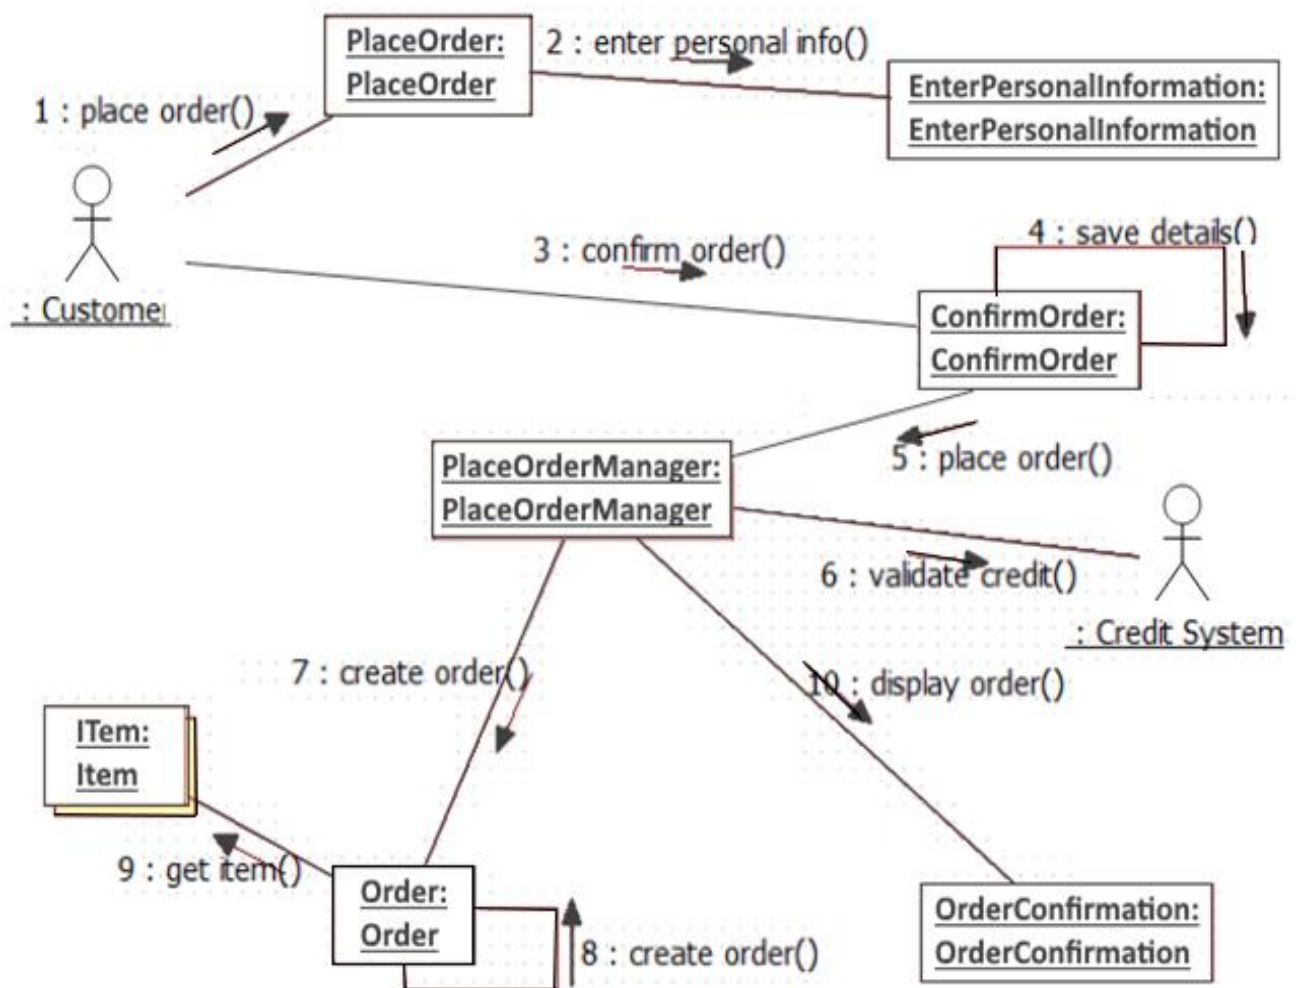 PlaceOrder:
PlaceOrder
2 : enter personal info()
EnterPersonalInformation:
EnterPersonalInformation
1 : place order()
: Customer
3 : confirm order()
4 : save details()
ConfirmOrder:
ConfirmOrder
PlaceOrderManager:
PlaceOrderManager
5 : place order()
6 : validate credit()
: Credit System
7 : create order()
10 : display order()
ITem:
Item
9 : get item()
Order:
Order
8 : create order()
OrderConfirmation:
OrderConfirmation